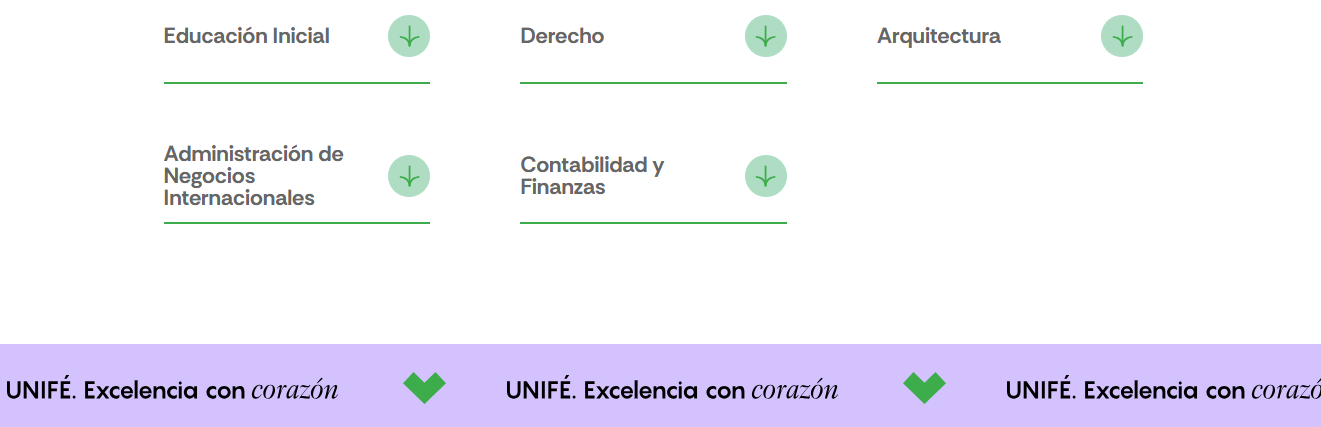 Educación Inicial
Derecho
Arquitectura
Administración de
Negocios
Internacionales
Contabilidad y
Finanzas
UNIFÉ. Excelencia con corazón
UNIFÉ. Excelencia con corazón
UNIFÉ. Excelencia con corazó